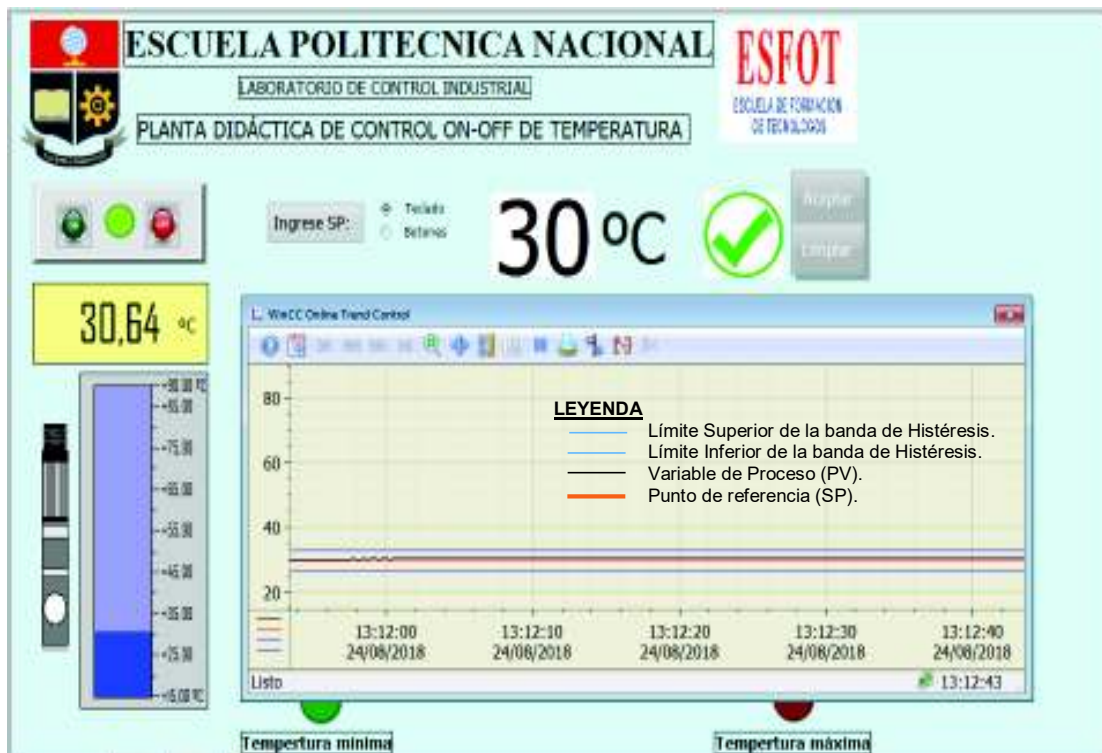 ESCUELA POLITECNICA NACIONAL
LABORATORIO DE CONTROL INDUSTRIAL
PLANTA DIDÁCTICA DE CONTROL ON-OFF DE TEMPERATURA
ESFOT
ESCUELA DE FORMACION
DE TECNOLOGOS
Ingrese SP:
Teclado
Botones
30 ºC
Aceptar
Limpiar
30,64 ºC
WinCC Online Trend Control
80
60
40
20
LEYENDA
Límite Superior de la banda de Histéresis.
Límite Inferior de la banda de Histéresis.
Variable de Proceso (PV).
Punto de referencia (SP).
13:12:00 13:12:10 13:12:20 13:12:30 13:12:40
24/08/2018 24/08/2018 24/08/2018 24/08/2018 24/08/2018
Listo
13:12:43
Tempertura minima
Tempertura máxima